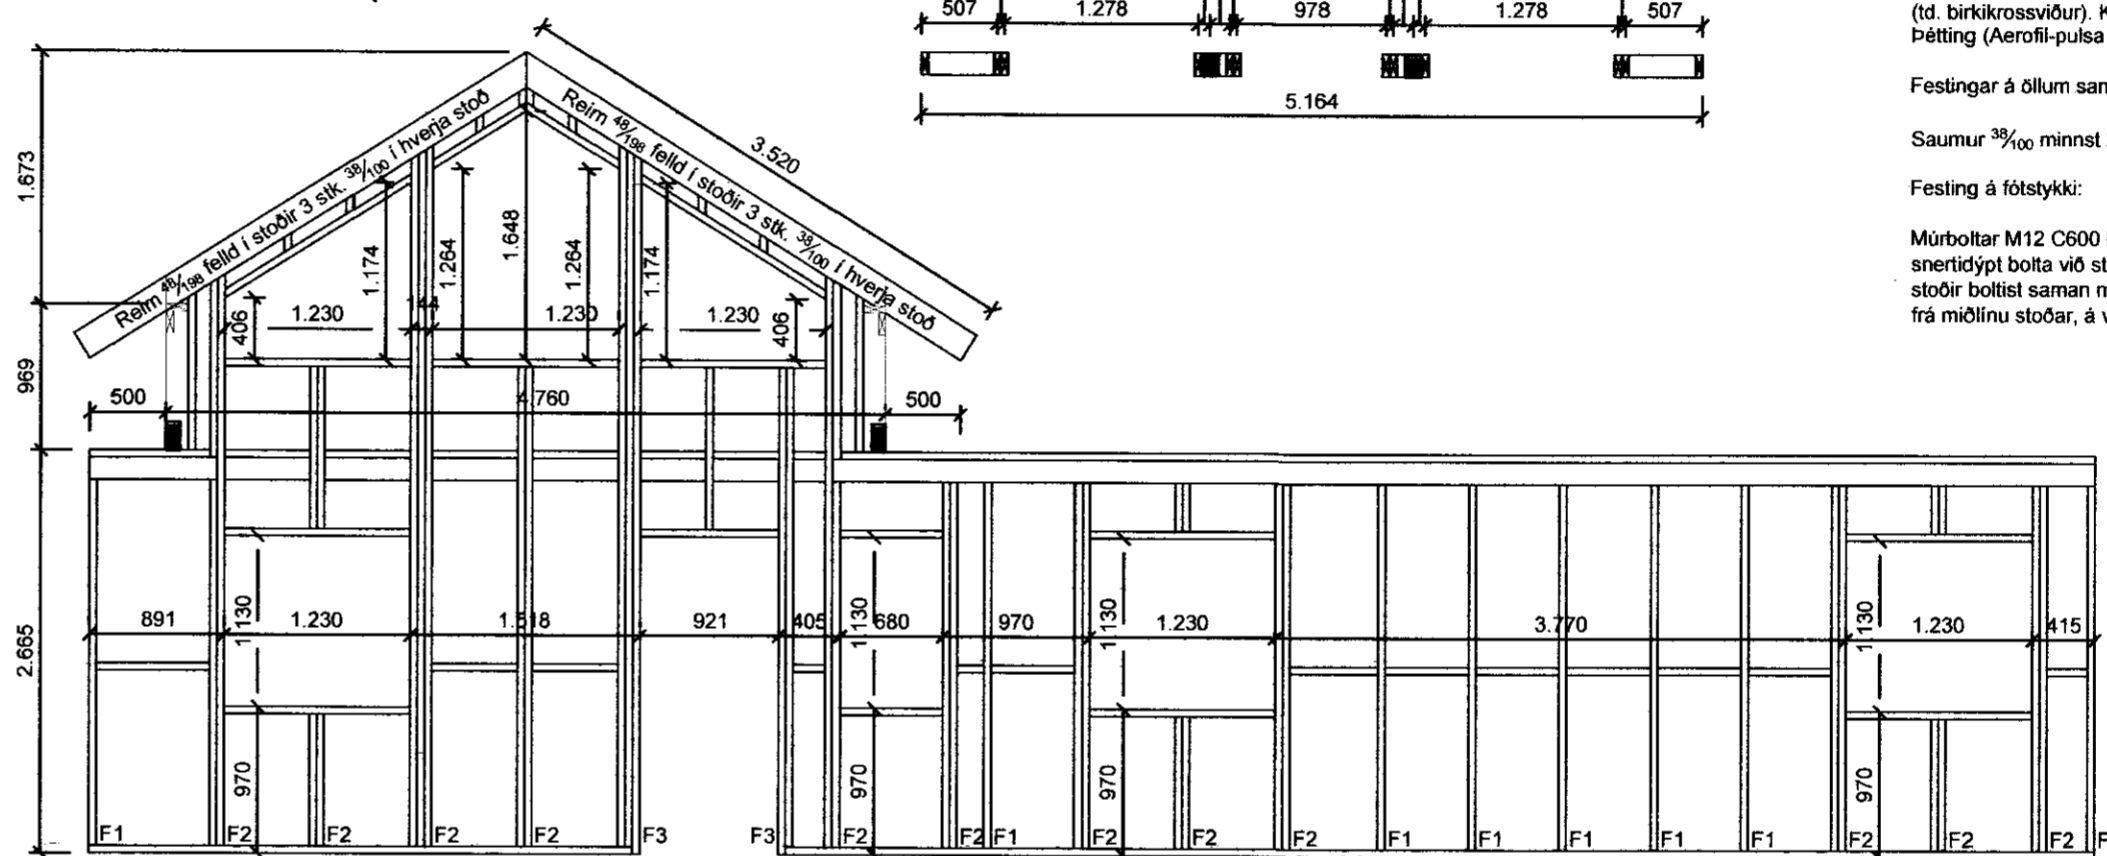 507 1.278 978 1.278 507
5.164
(td. birkikrossviður).
Þétting (Aerofil-pulsa
Festingar á öllum
Saumur 38/100 minnst
Festing á fótstykki:
Múrboltar M12 C600
snertidýpt bolta við
stoðir boltist saman
frá miðlínu stoðar, á
3.520
Reim 48/198 felld í stoðir 3 stk. 38/100 í hverja stoð
Reim 48/198 felld í stoðir 3 stk. 38/100 í hverja stoð
1.673
969
2.665
1.174 1.264 1.648 1.264 1.174
406 1.230 144 1.230 1.230 406
500 4.760 500
1.130 1.130 1.130 1.130
891 1.230 1.518 921 405 680 970 1.230 3.770 1.230 415
970 970 970 970
F1 F2 F2 F2 F2 F3 F3 F2 F2 F1 F2 F2 F2 F1 F1 F1 F1 F1 F2 F2 F2